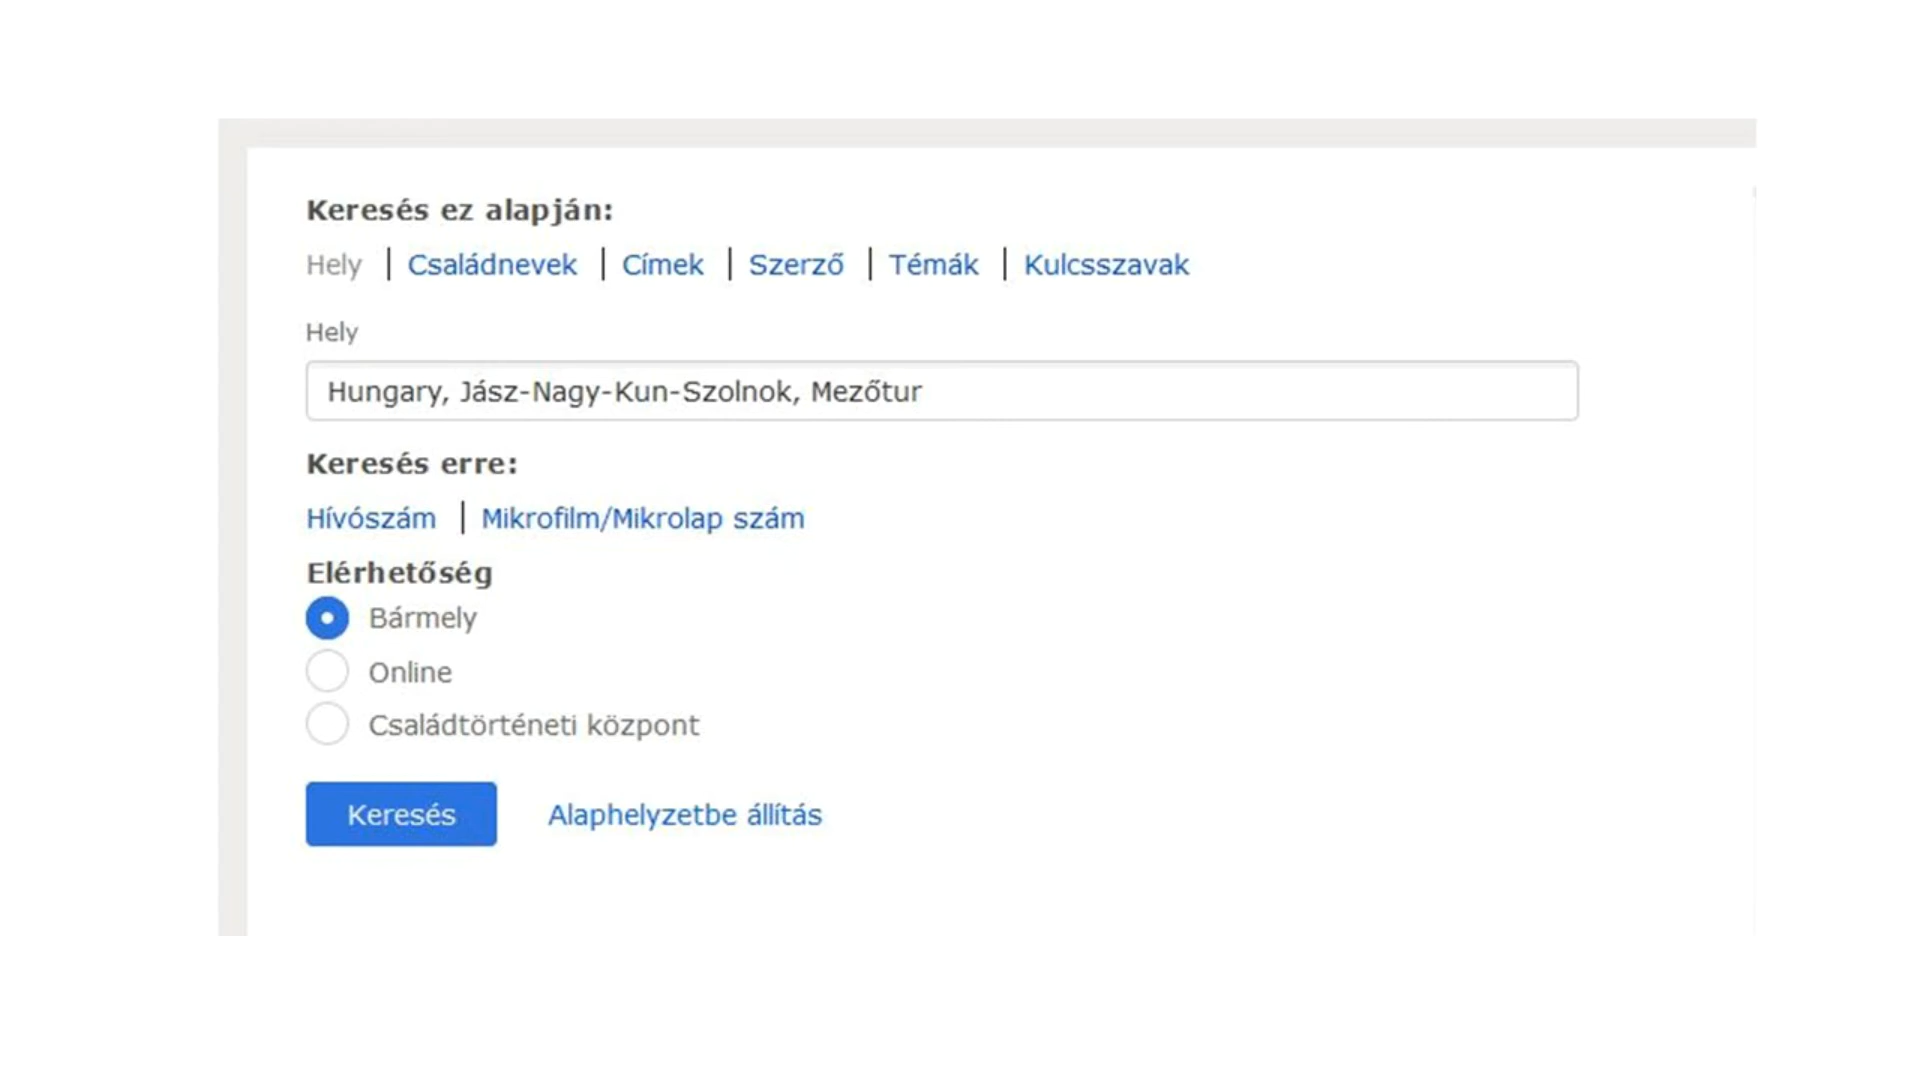 Keresés ez alapján:
Hely | Családnevek | Címek | Szerző | Témák | Kulcsszavak
Hely
Hungary, Jász-Nagy-Kun-Szolnok, Mezőtur
Keresés erre:
Hívószám | Mikrofilm/Mikrolap szám
Elérhetőség
Bármely
Online
Családtörténeti központ
Keresés Alaphelyzetbe állítás